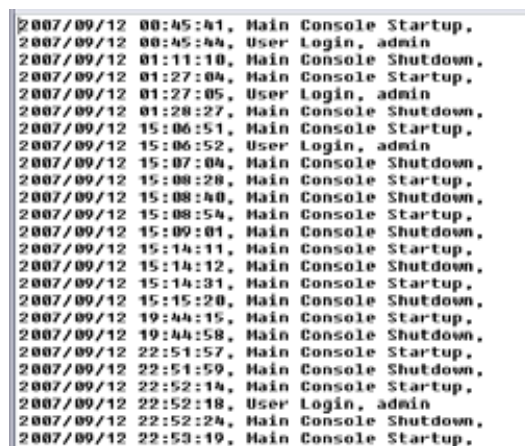 2007/09/12 00:45:41, Main Console Startup,
2007/09/12 00:45:44, User Login, admin
2007/09/12 01:11:10, Main Console Shutdown,
2007/09/12 01:27:04, Main Console Startup,
2007/09/12 01:27:05, User Login, admin
2007/09/12 01:28:27, Main Console Shutdown,
2007/09/12 15:06:51, Main Console Startup,
2007/09/12 15:06:52, User Login, admin
2007/09/12 15:07:04, Main Console Shutdown,
2007/09/12 15:08:28, Main Console Startup,
2007/09/12 15:08:40, Main Console Shutdown,
2007/09/12 15:08:54, Main Console Startup,
2007/09/12 15:09:01, Main Console Shutdown,
2007/09/12 15:14:11, Main Console Startup,
2007/09/12 15:14:12, Main Console Shutdown,
2007/09/12 15:14:31, Main Console Startup,
2007/09/12 15:15:20, Main Console Shutdown,
2007/09/12 19:44:15, Main Console Startup,
2007/09/12 19:44:58, Main Console Shutdown,
2007/09/12 22:51:57, Main Console Startup,
2007/09/12 22:51:59, Main Console Shutdown,
2007/09/12 22:52:14, Main Console Startup,
2007/09/12 22:52:18, User Login, admin
2007/09/12 22:52:24, Main Console Shutdown,
2007/09/12 22:53:19, Main Console Startup,